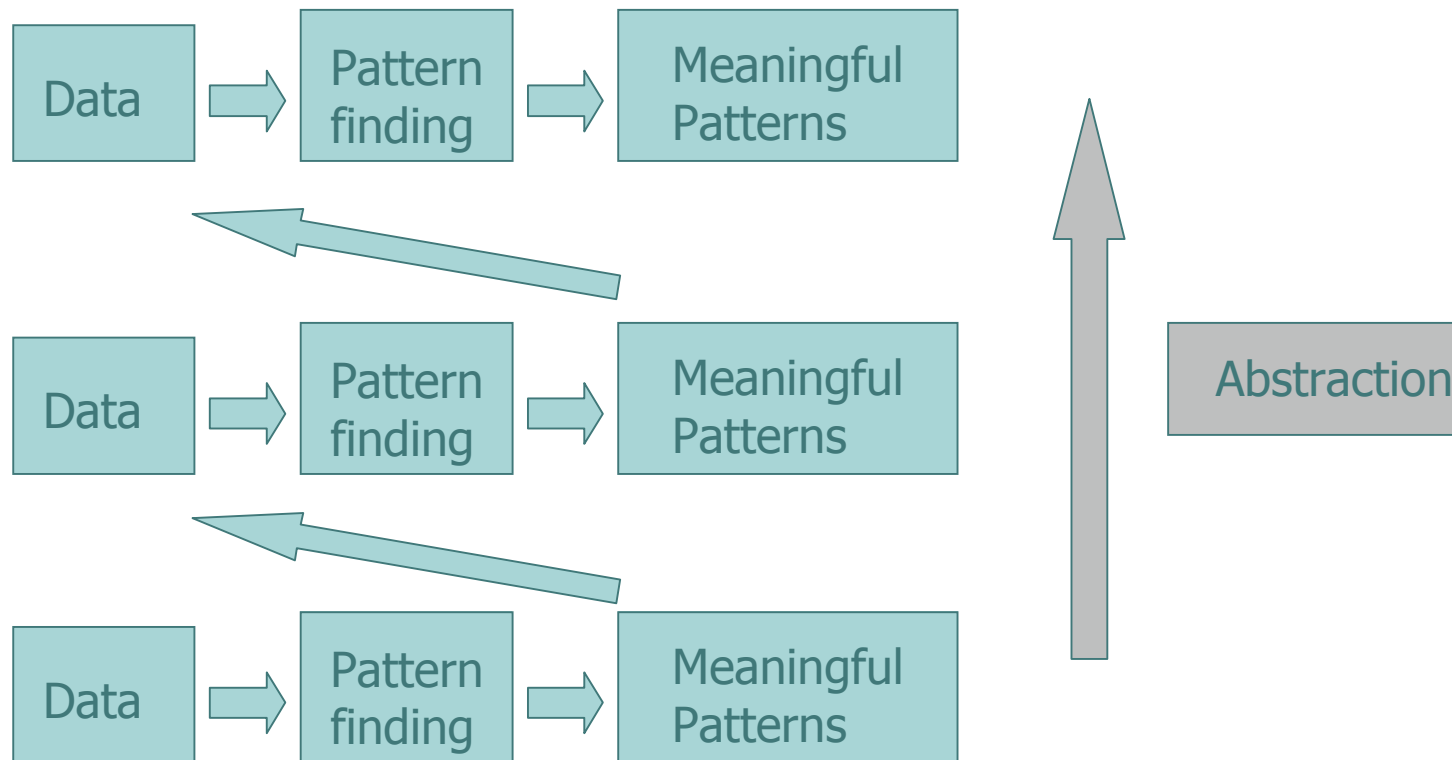 Data
Pattern
finding
Meaningful
Patterns
Data
Pattern
finding
Meaningful
Patterns
Abstraction
Data
Pattern
finding
Meaningful
Patterns